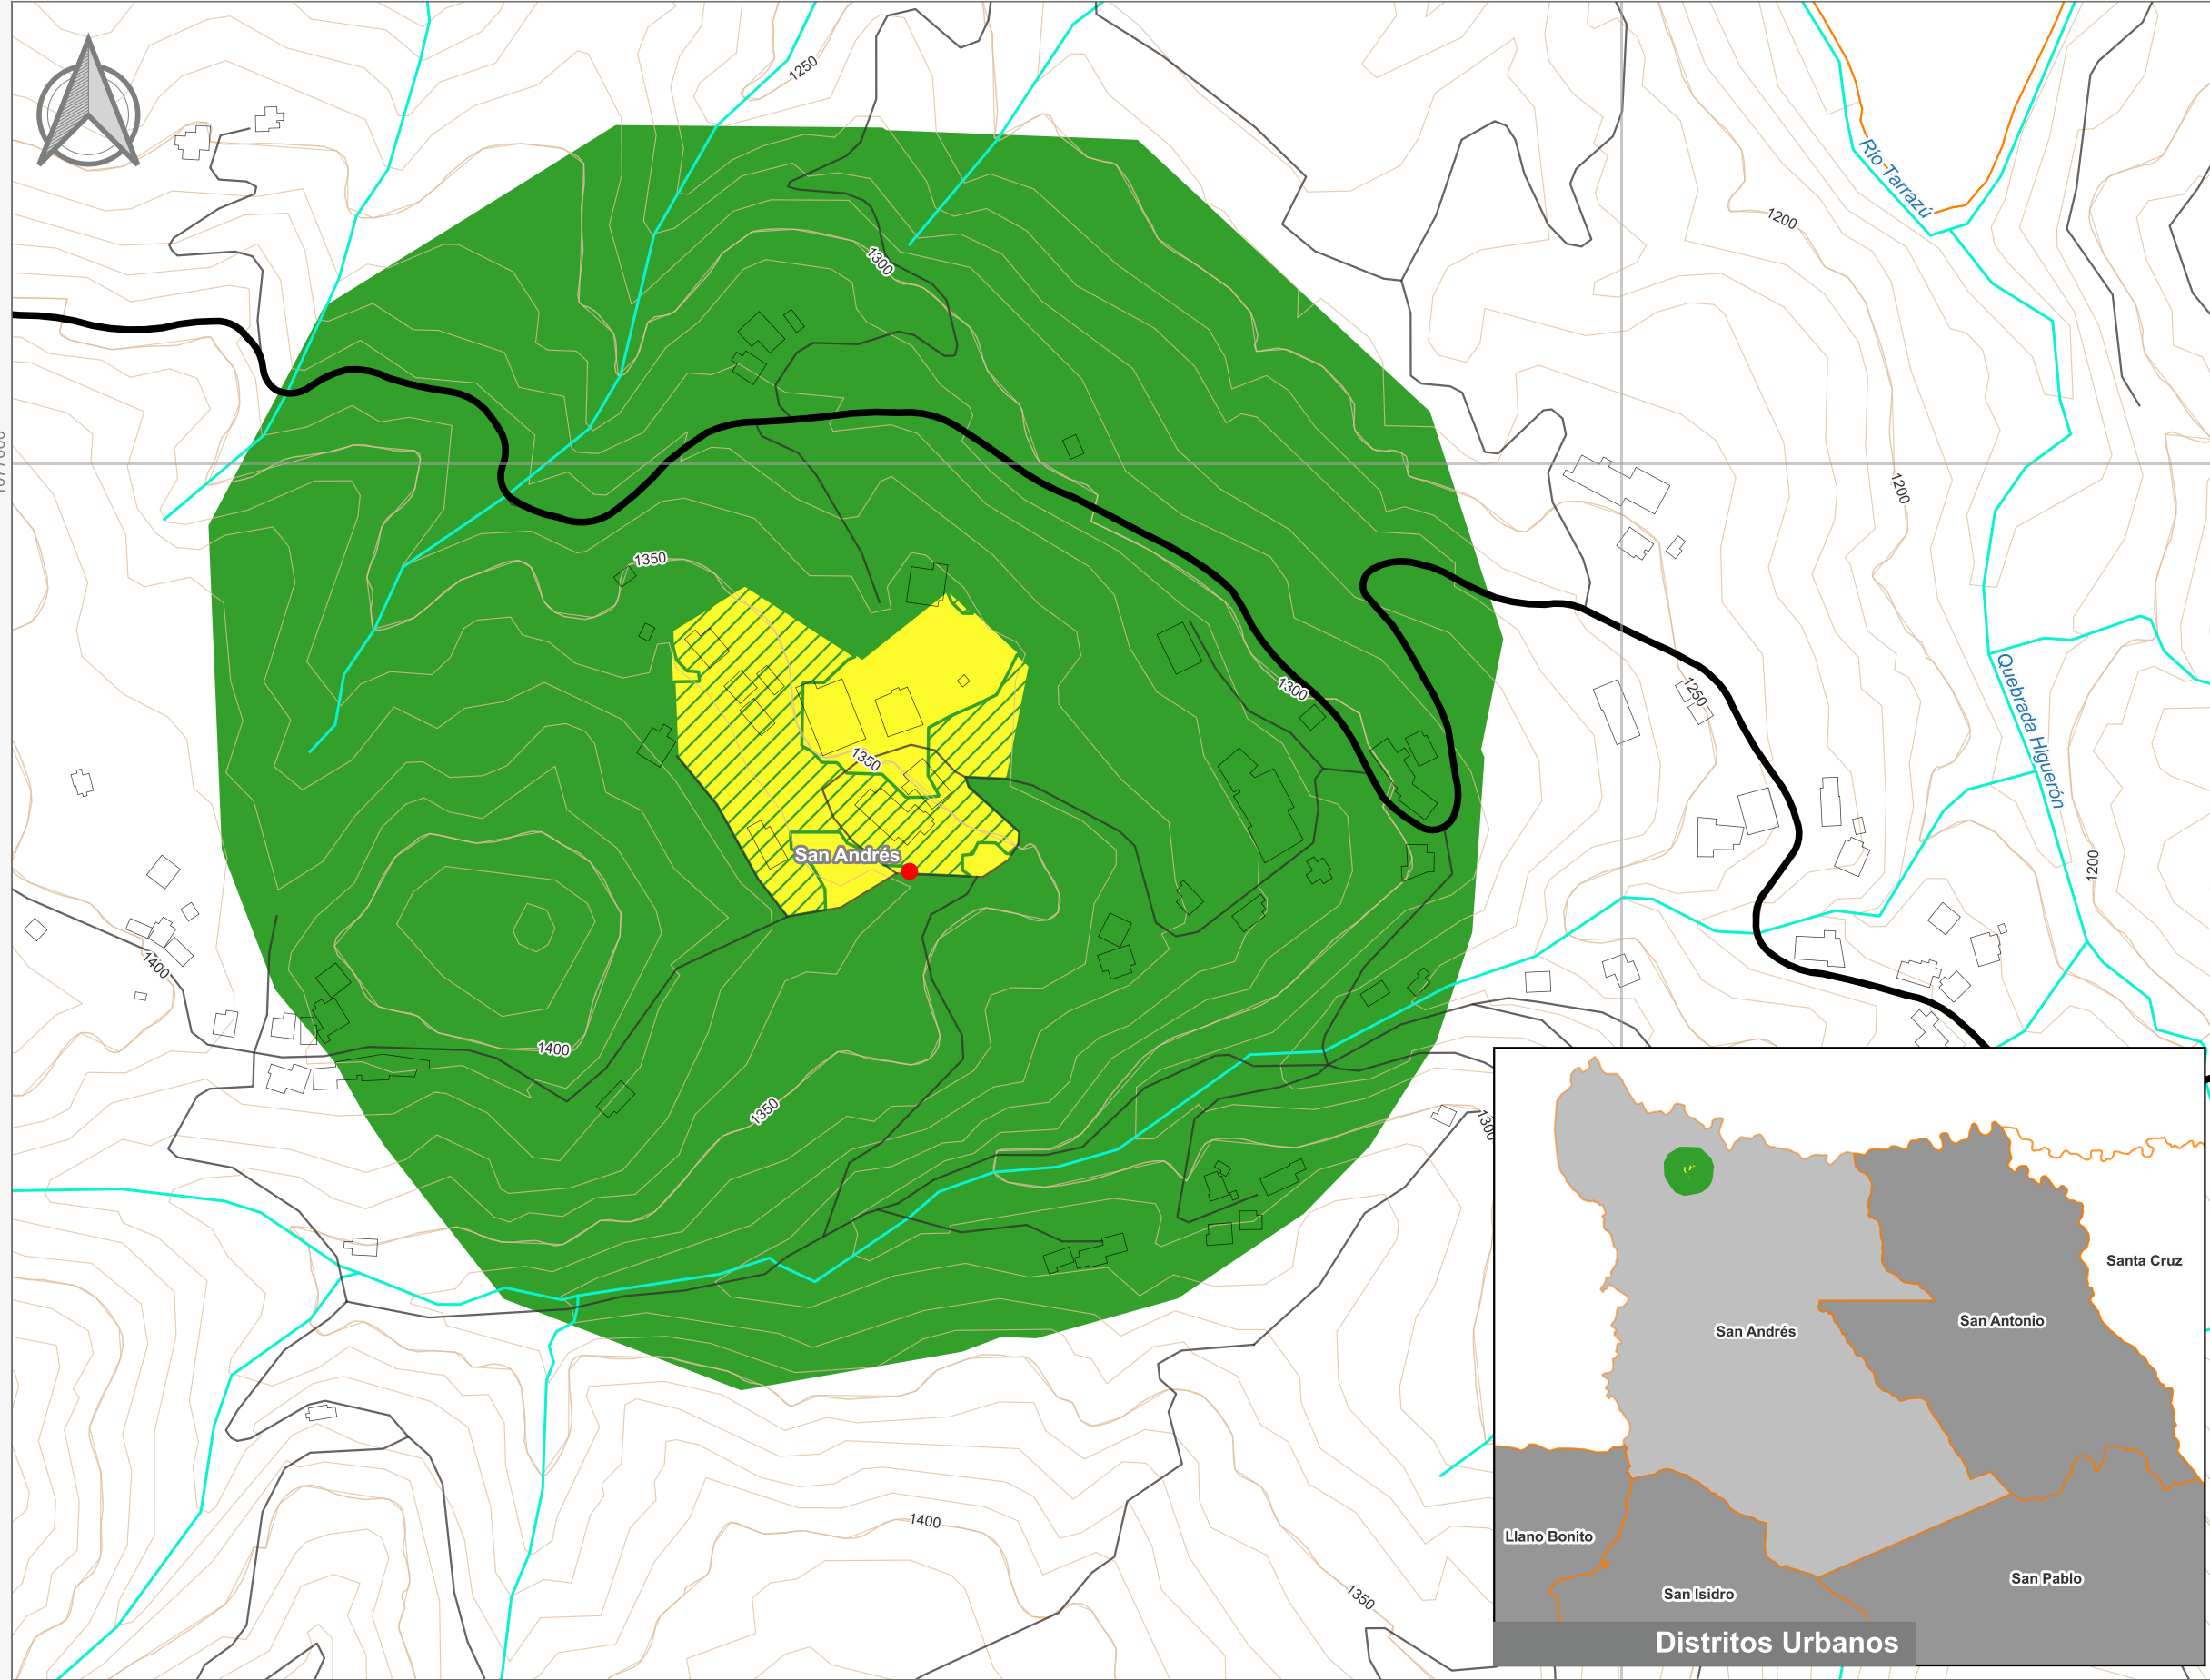 1250
Río Tarrazú
1200
1300
1200
1350
1300
1250
Quebrada Higuerón
1350
San Andrés
1200
1400
1400
1350
1300
1400
1350
Santa Cruz
San Antonio
San Andrés
Llano Bonito
San Isidro
San Pablo
Distritos Urbanos